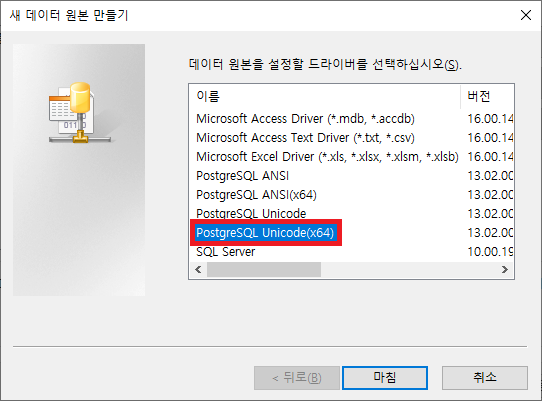 새 데이터 원본 만들기
데이터 원본을 설정할 드라이버를 선택하십시오(S).
이름 버전
Microsoft Access Driver (*.mdb, *.accdb) 16.00.14
Microsoft Access Text Driver (*.txt, *.csv) 16.00.14
Microsoft Excel Driver (*.xls, *.xlsx, *.xlsm, *.xlsb) 16.00.14
PostgreSQL ANSI 13.02.00
PostgreSQL ANSI(x64) 13.02.00
PostgreSQL Unicode 13.02.00
PostgreSQL Unicode(x64) 13.02.00
SQL Server 10.00.19
< 뒤로(B) 마침 취소